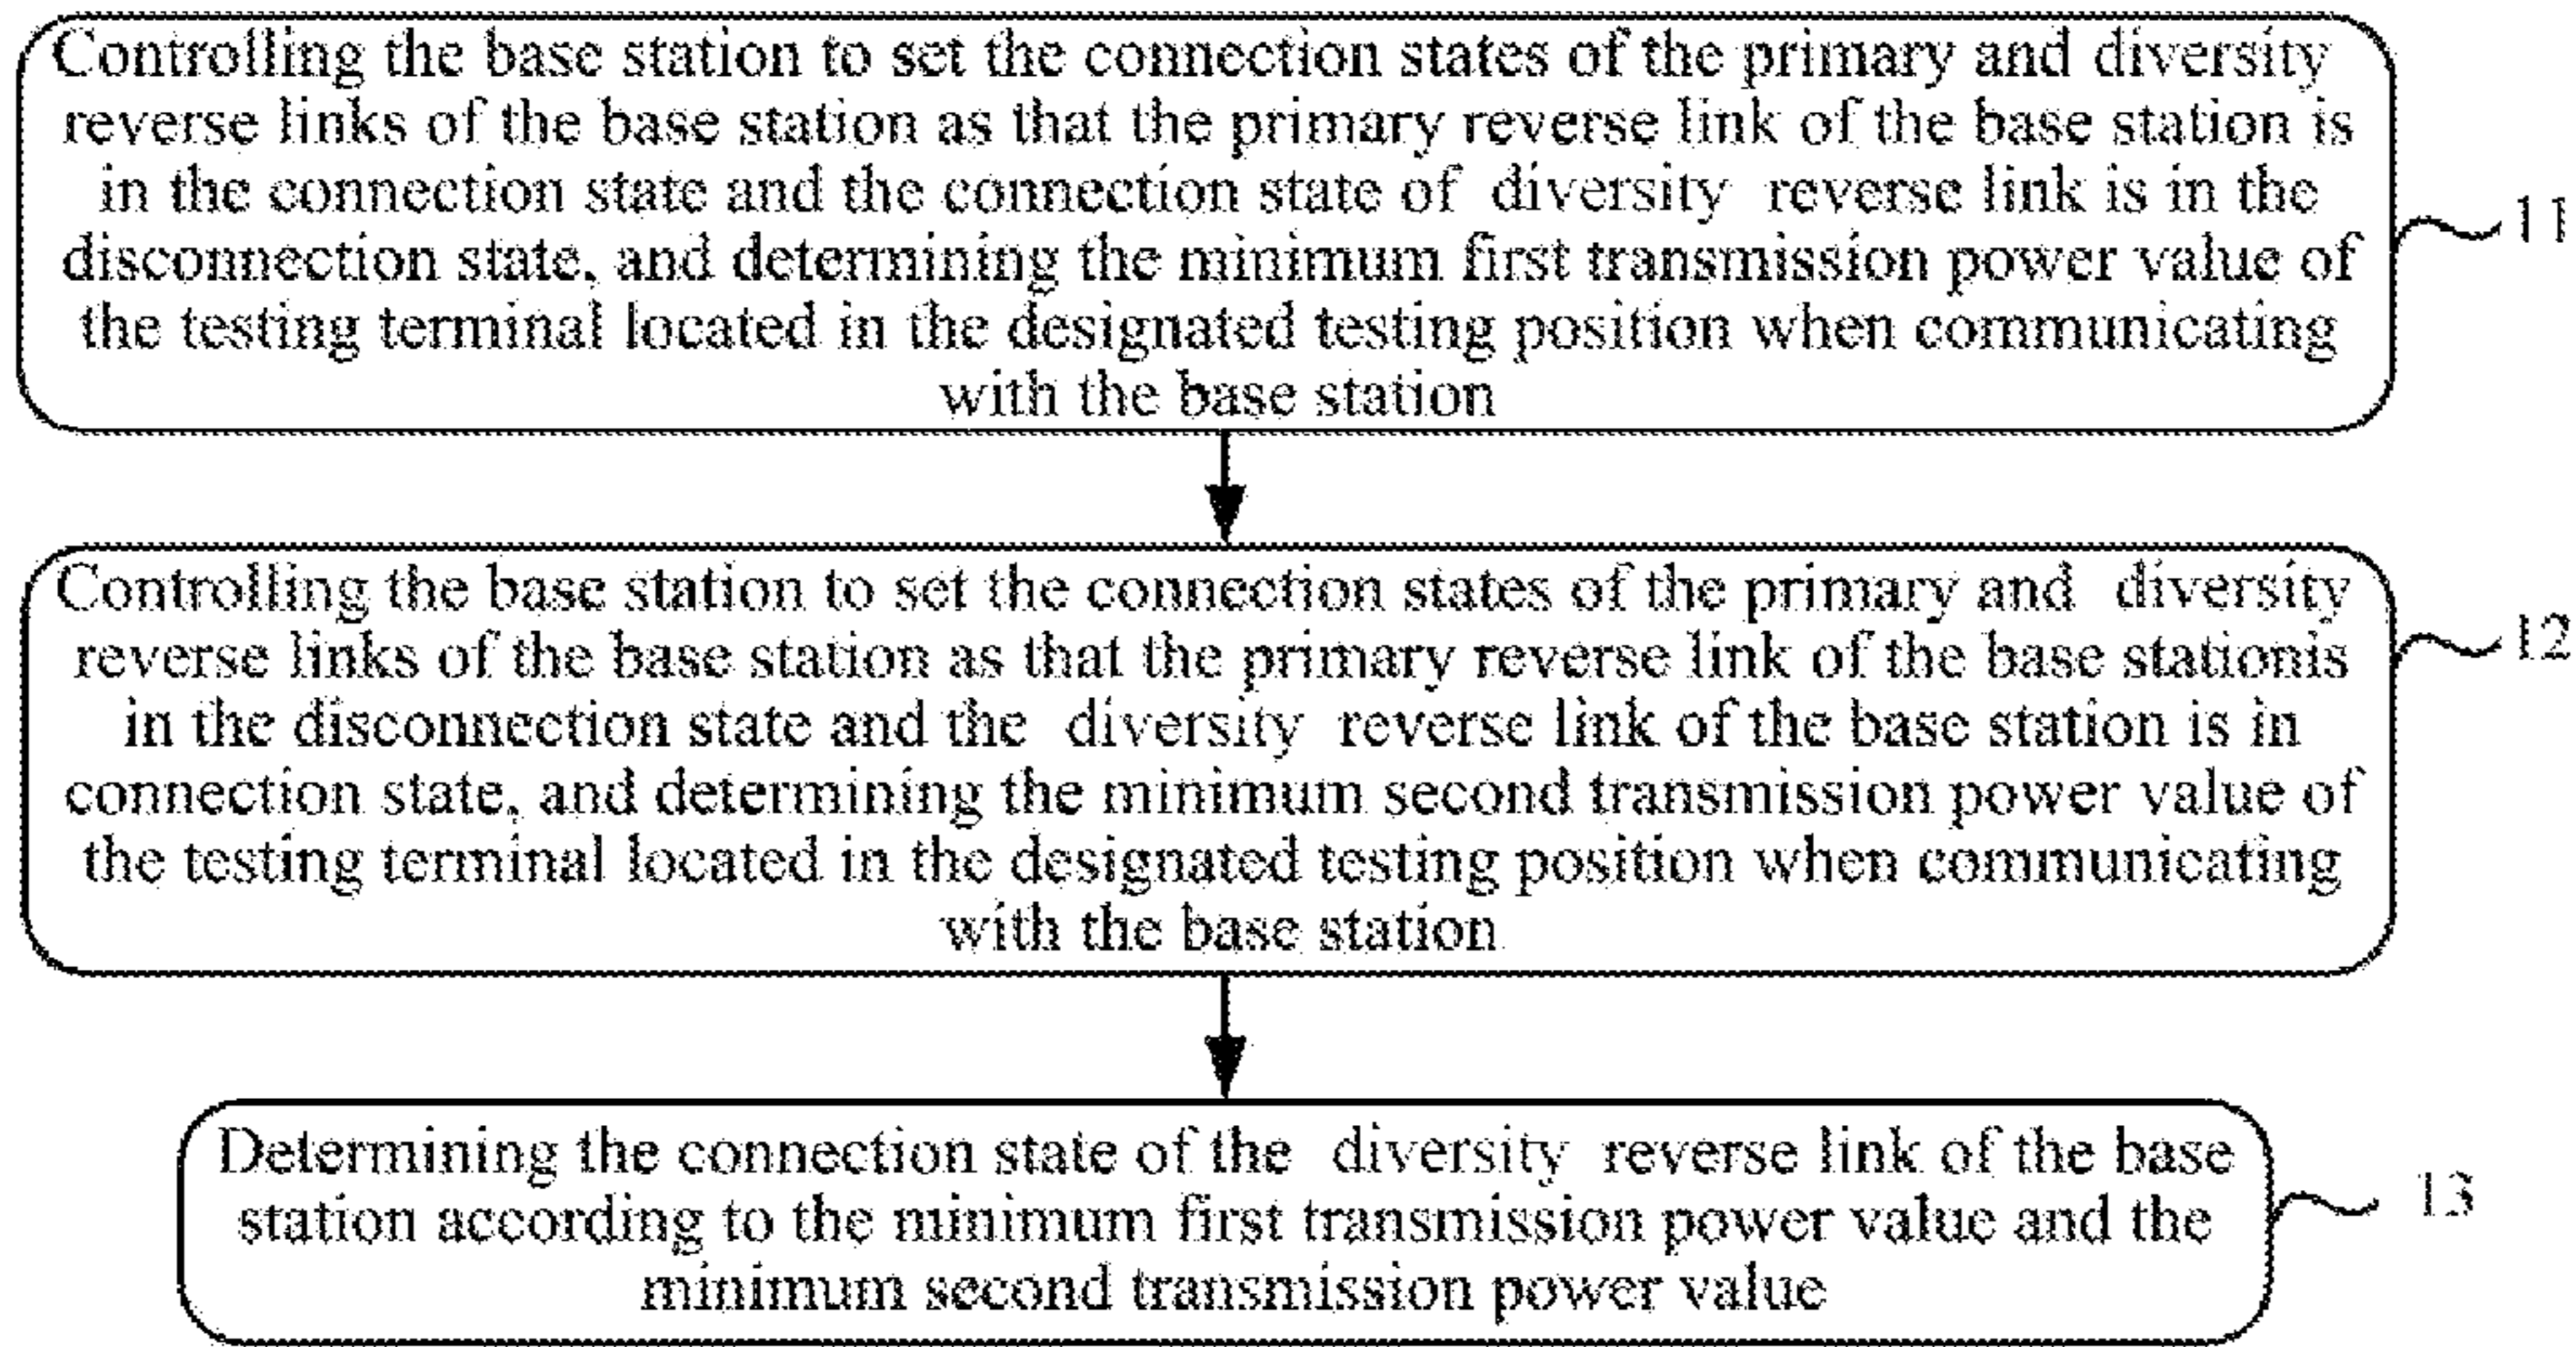 Controlling the base station to set the connection states of the primary and diversity
reverse links of the base station as that the primary reverse link of the base station is
in the connection state and the connection state of diversity reverse link is in the
disconnection state, and determining the minimum first transmission power value of
the testing terminal located in the designated testing position when communicating
with the base station
11
Controlling the base station to set the connection states of the primary and diversity
reverse links of the base station as that the primary reverse link of the base stationis
in the disconnection state and the diversity reverse link of the base station is in
connection state, and determining the minimum second transmission power value of
the testing terminal located in the designated testing position when communicating
with the base station
12
Determining the connection state of the diversity reverse link of the base
station according to the minimum first transmission power value and the
minimum second transmission power value
13